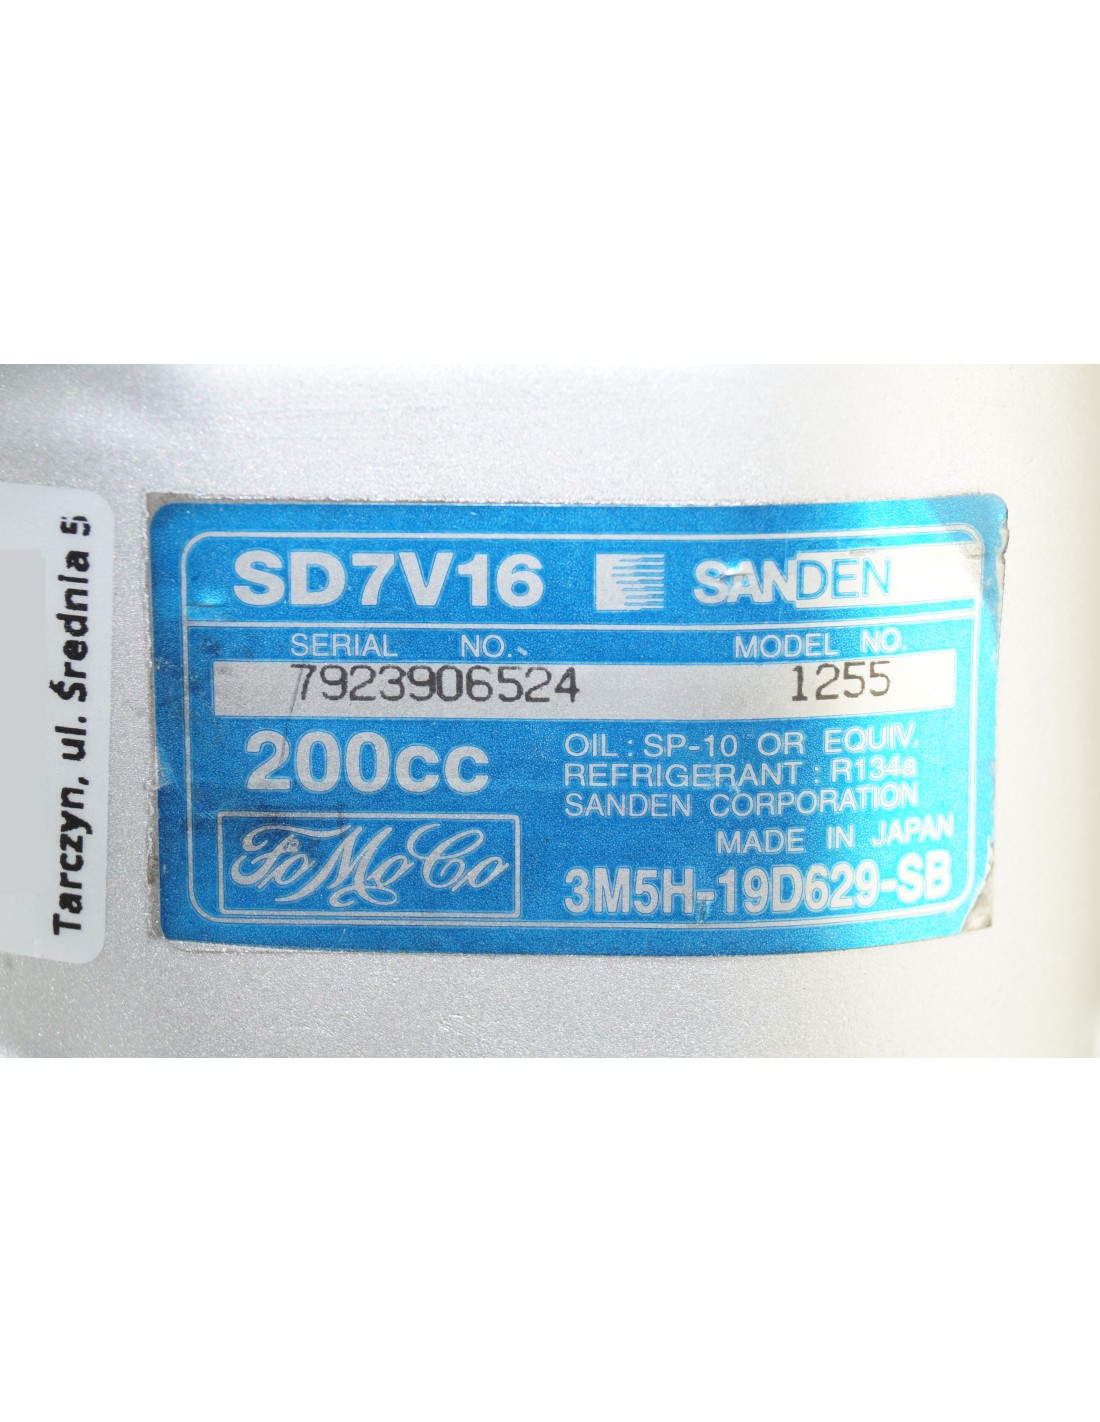 SD7V16 SANDEN
SERIAL NO. MODEL NO.
7923906524 1255
200cc
OIL : SP-10 OR EQUIV.
REFRIGERANT : R134a
SANDEN CORPORATION
MADE IN JAPAN
FoMoCo
3M5H-19D629-SB
Tarczyn, ul. Średnia 5